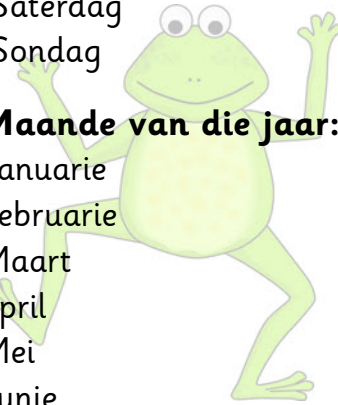 Saterdag
Sondag
Maande van die jaar:
anuarie
ebruarie
Maart
pril
Mei
unie